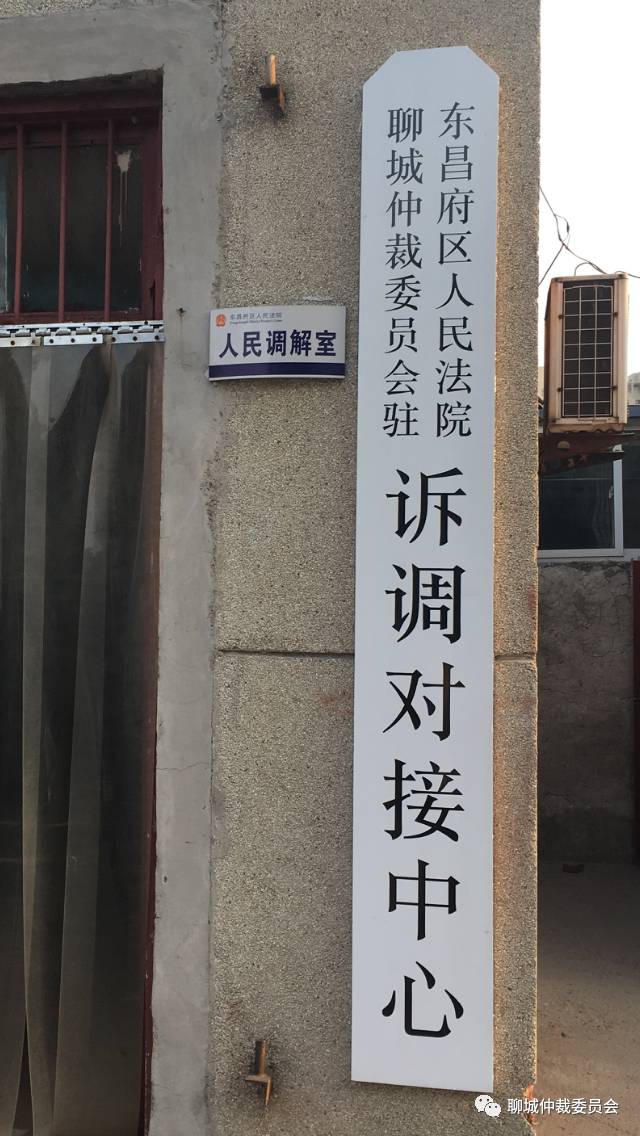 东昌府区人民法院
聊城仲裁委员会驻
诉调对接中心
东昌府区人民法院
人民调解室
聊城仲裁委员会